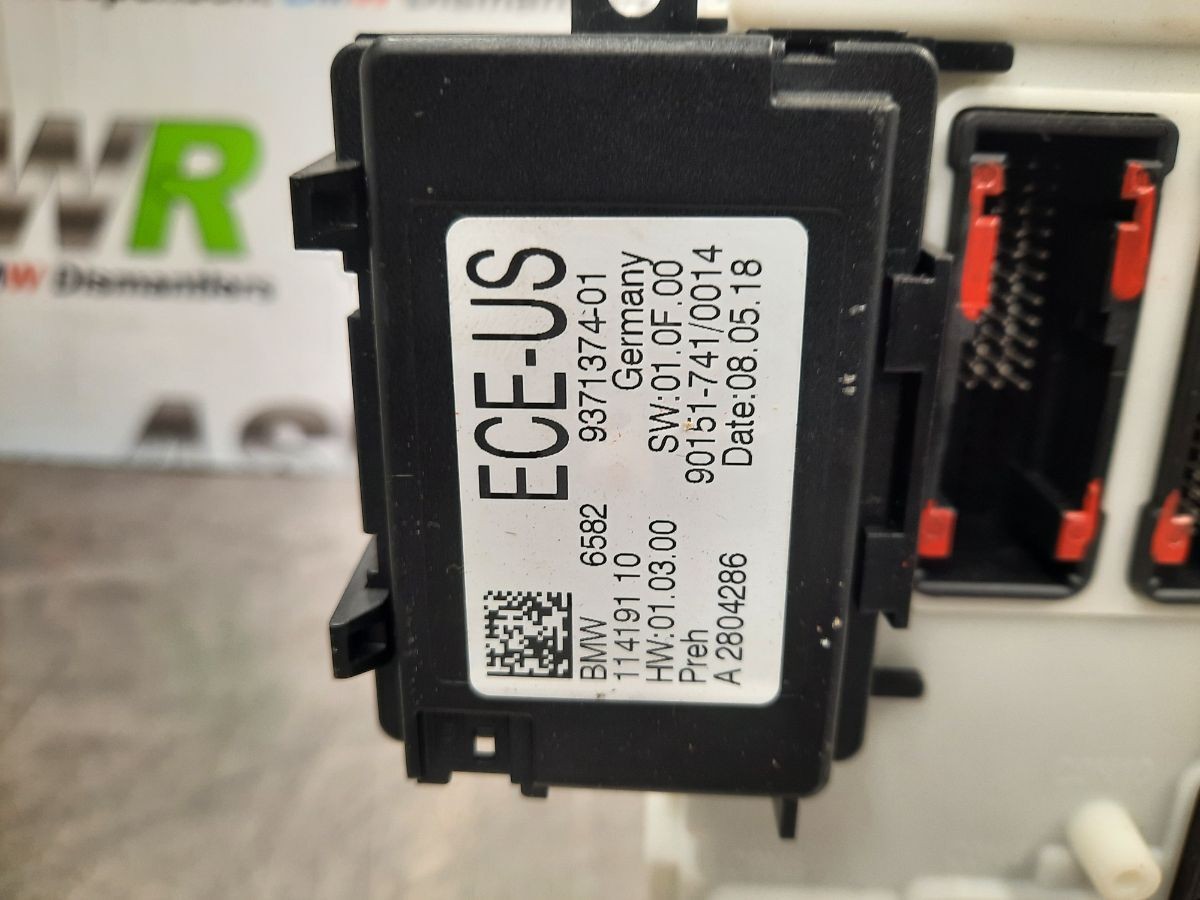 ECE-US
BMW 6582 9371374-01
114191 10 Germany
HW:01.03.00 SW:01.0F.00
Preh 90151-741/0014
A 2804286 Date:08.05.18
WR
W Dismantlers